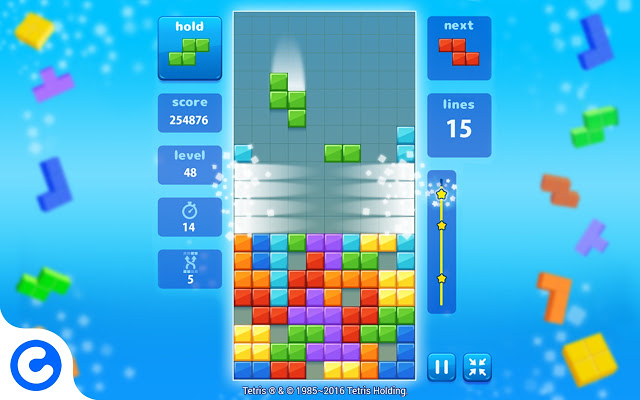 hold
score
254876
level
48
14
5
next
lines
15
Tetris ® & © 1985~2016 Tetris Holding.